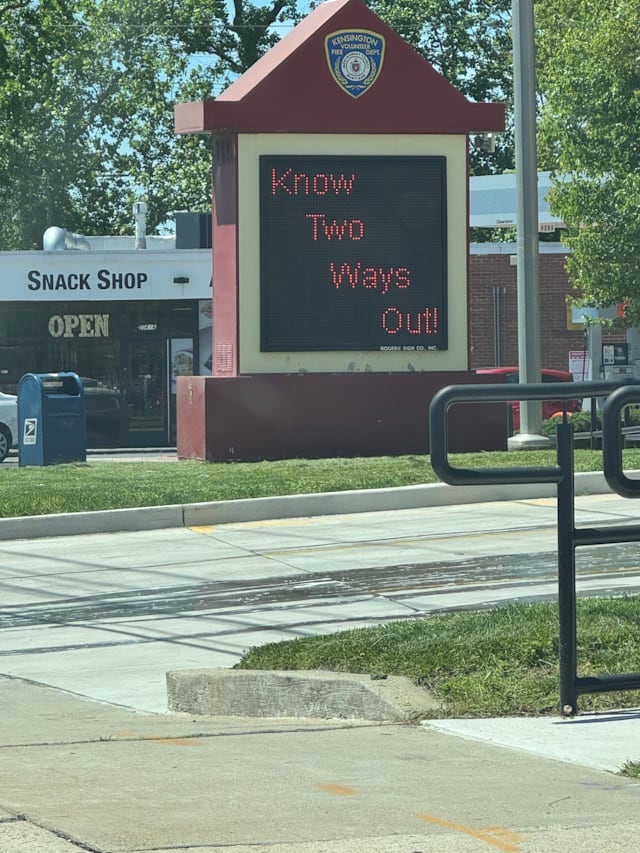 KENSINGTON
VOLUNTEER
FIRE DEPT.
Know
Two
Ways
Out!
ROGERS SIGN CO., INC.
SNACK SHOP
OPEN